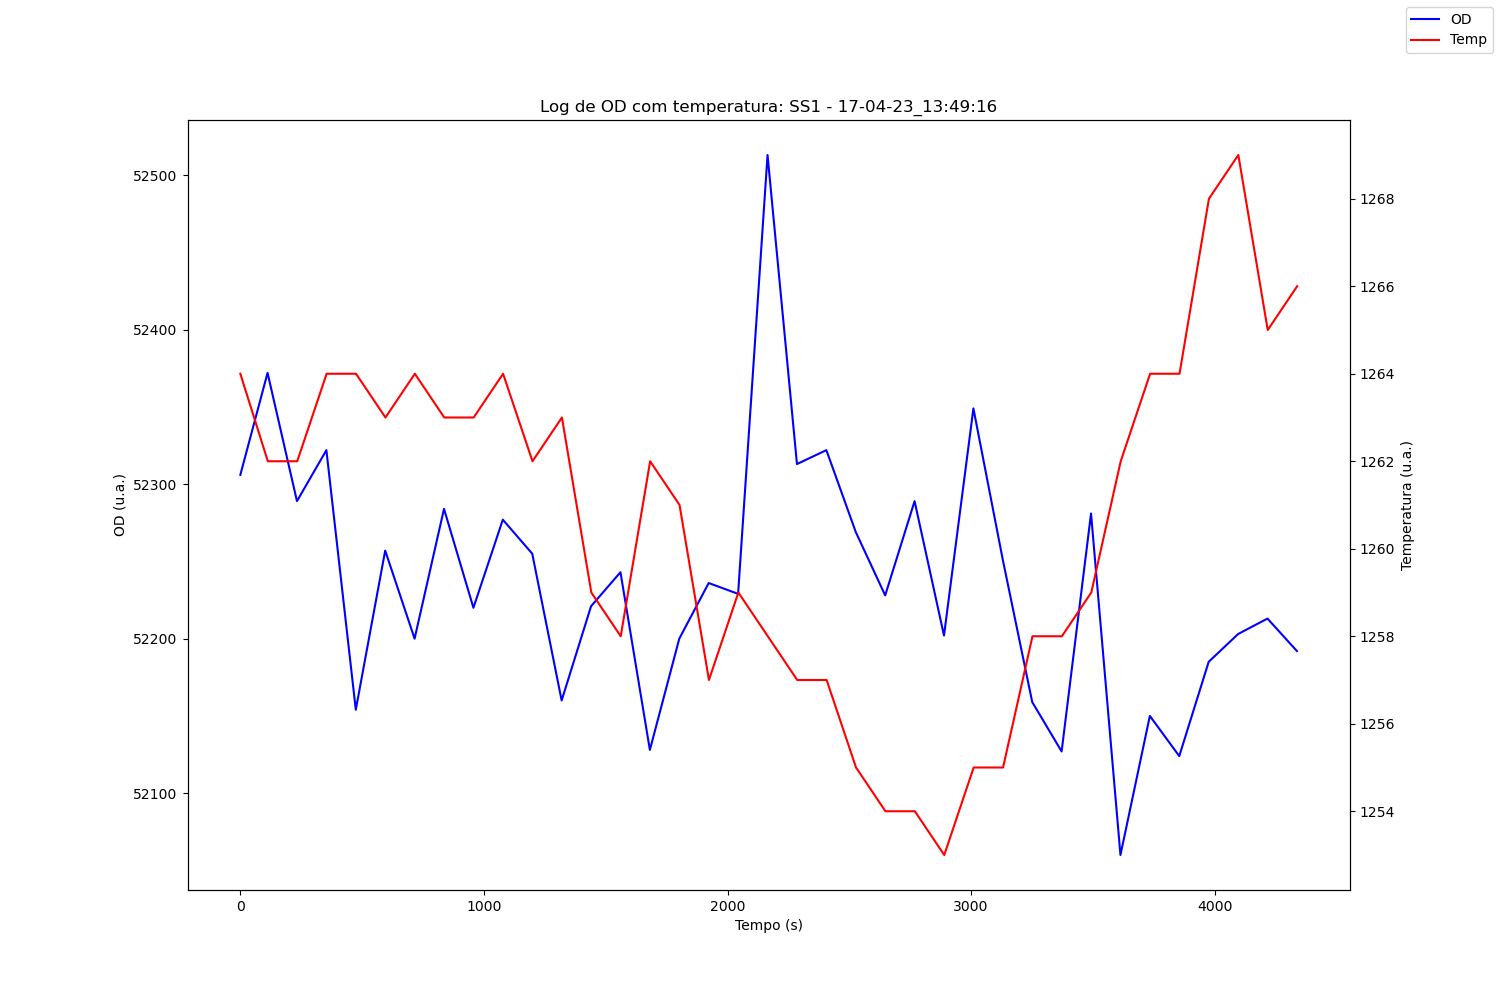 OD
Temp
Log de OD com temperatura: SS1 - 17-04-23_13:49:16
52500
52400
52300
52200
52100
OD (u.a.)
1268
1266
1264
1262
1260
1258
1256
1254
Temperatura (u.a.)
0 1000 2000 3000 4000
Tempo (s)